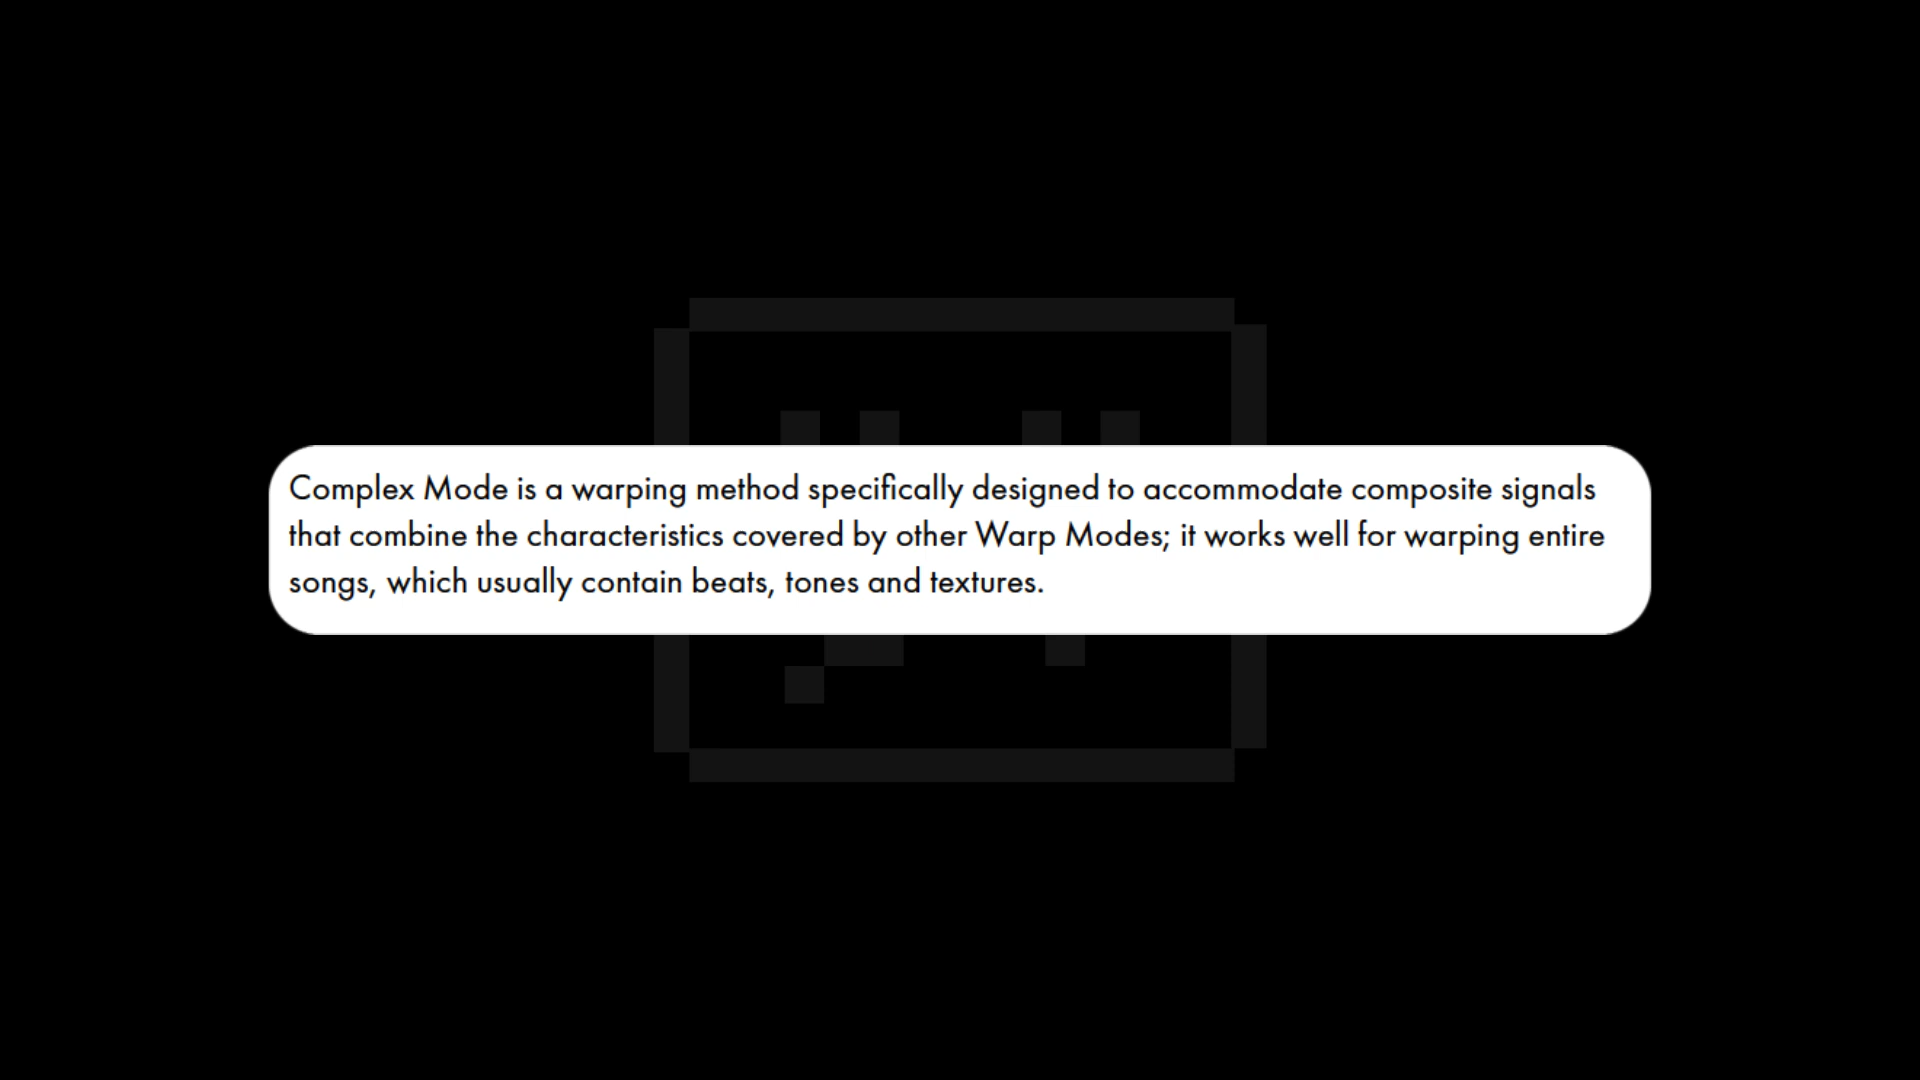 Complex Mode is a warping method specifically designed to accommodate composite signals
that combine the characteristics covered by other Warp Modes; it works well for warping entire
songs, which usually contain beats, tones and textures.